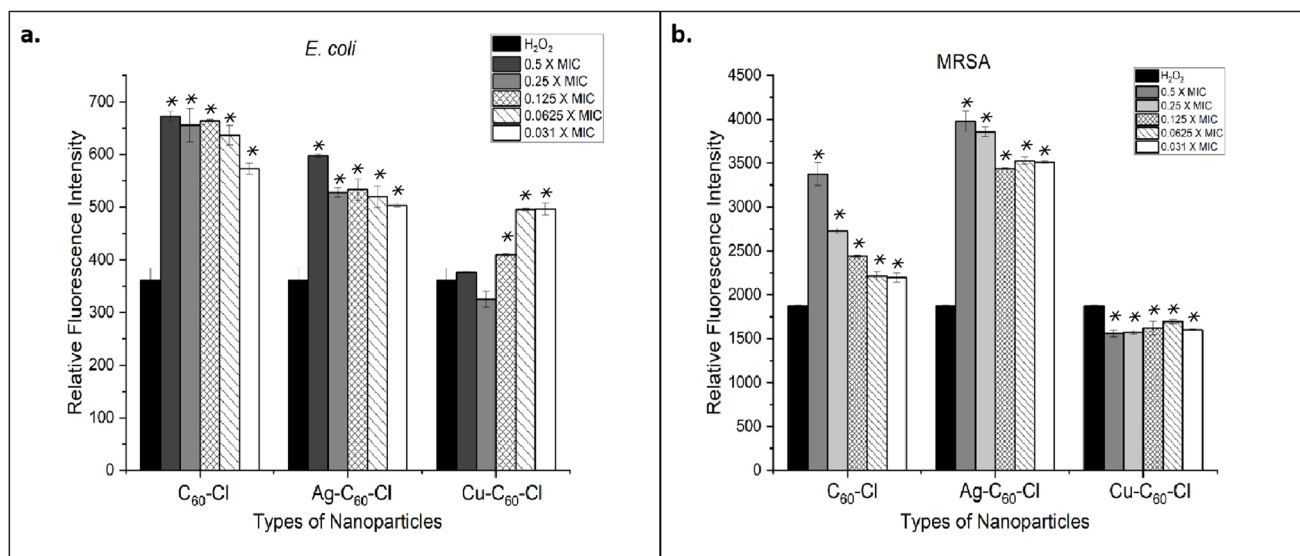 a.
E. coli
H₂O₂
0.5 X MIC
0.25 X MIC
0.125 X MIC
0.0625 X MIC
0.031 X MIC
Relative Fluorescence Intensity
700
600
500
400
300
200
100
0
* * * * *
* * * * *
* * *
C₆₀-Cl
Ag-C₆₀-Cl
Cu-C₆₀-Cl
Types of Nanoparticles
b.
MRSA
H₂O₂
0.5 X MIC
0.25 X MIC
0.125 X MIC
0.0625 X MIC
0.031 X MIC
Relative Fluorescence Intensity
4500
4000
3500
3000
2500
2000
1500
1000
500
0
* * * * *
* * * * *
* * * * *
C₆₀-Cl
Ag-C₆₀-Cl
Cu-C₆₀-Cl
Types of Nanoparticles